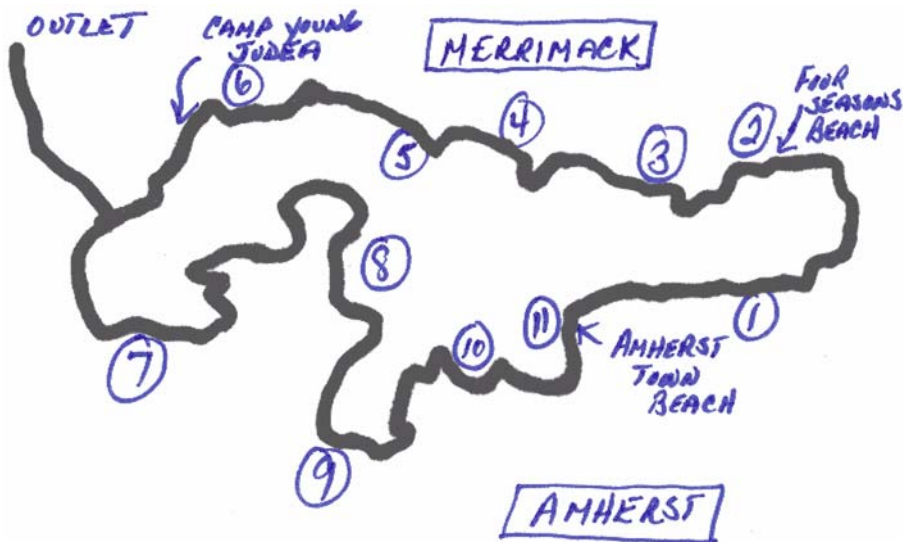 OUTLET
CAMP YOUNG
JUDEA
MERRIMACK
FOUR
SEASONS
BEACH
6
5
4
3
2
8
7
10
11
1
AMHERST
TOWN
BEACH
9
AMHERST